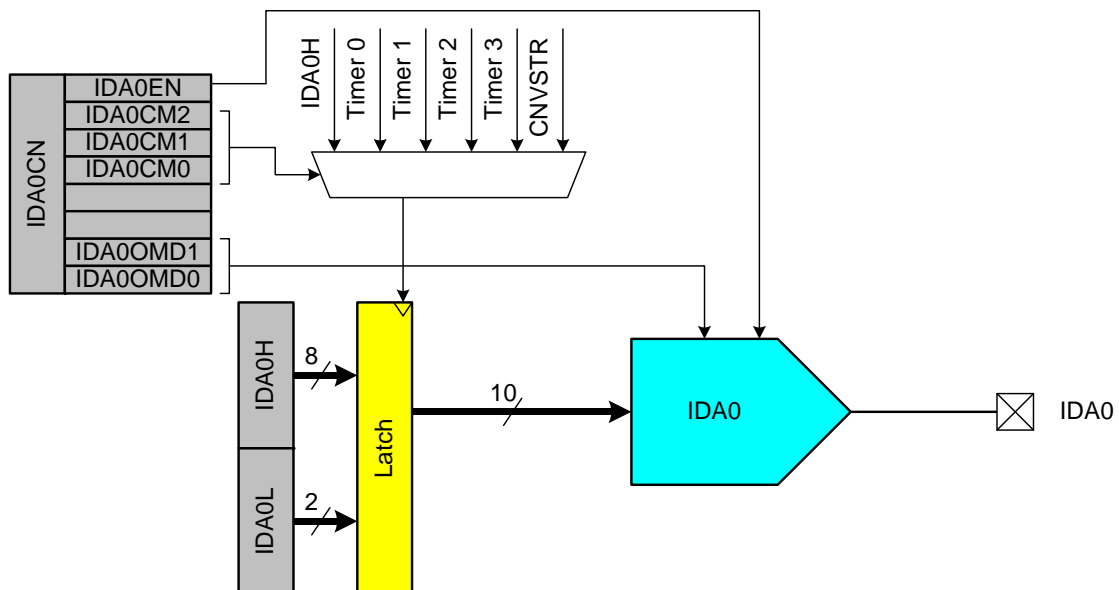 IDA0CN
IDA0EN
IDA0CM2
IDA0CM1
IDA0CM0
IDA0OMD1
IDA0OMD0
IDA0H
Timer 0
Timer 1
Timer 2
Timer 3
CNVSTR
IDA0H
8
IDA0L
2
Latch
10
IDA0
IDA0